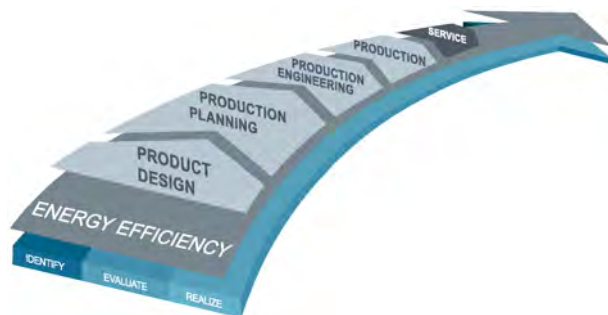 SERVICE
PRODUCTION
PRODUCTION
ENGINEERING
PRODUCTION
PLANNING
PRODUCT
DESIGN
ENERGY EFFICIENCY
IDENTIFY
EVALUATE
REALIZE